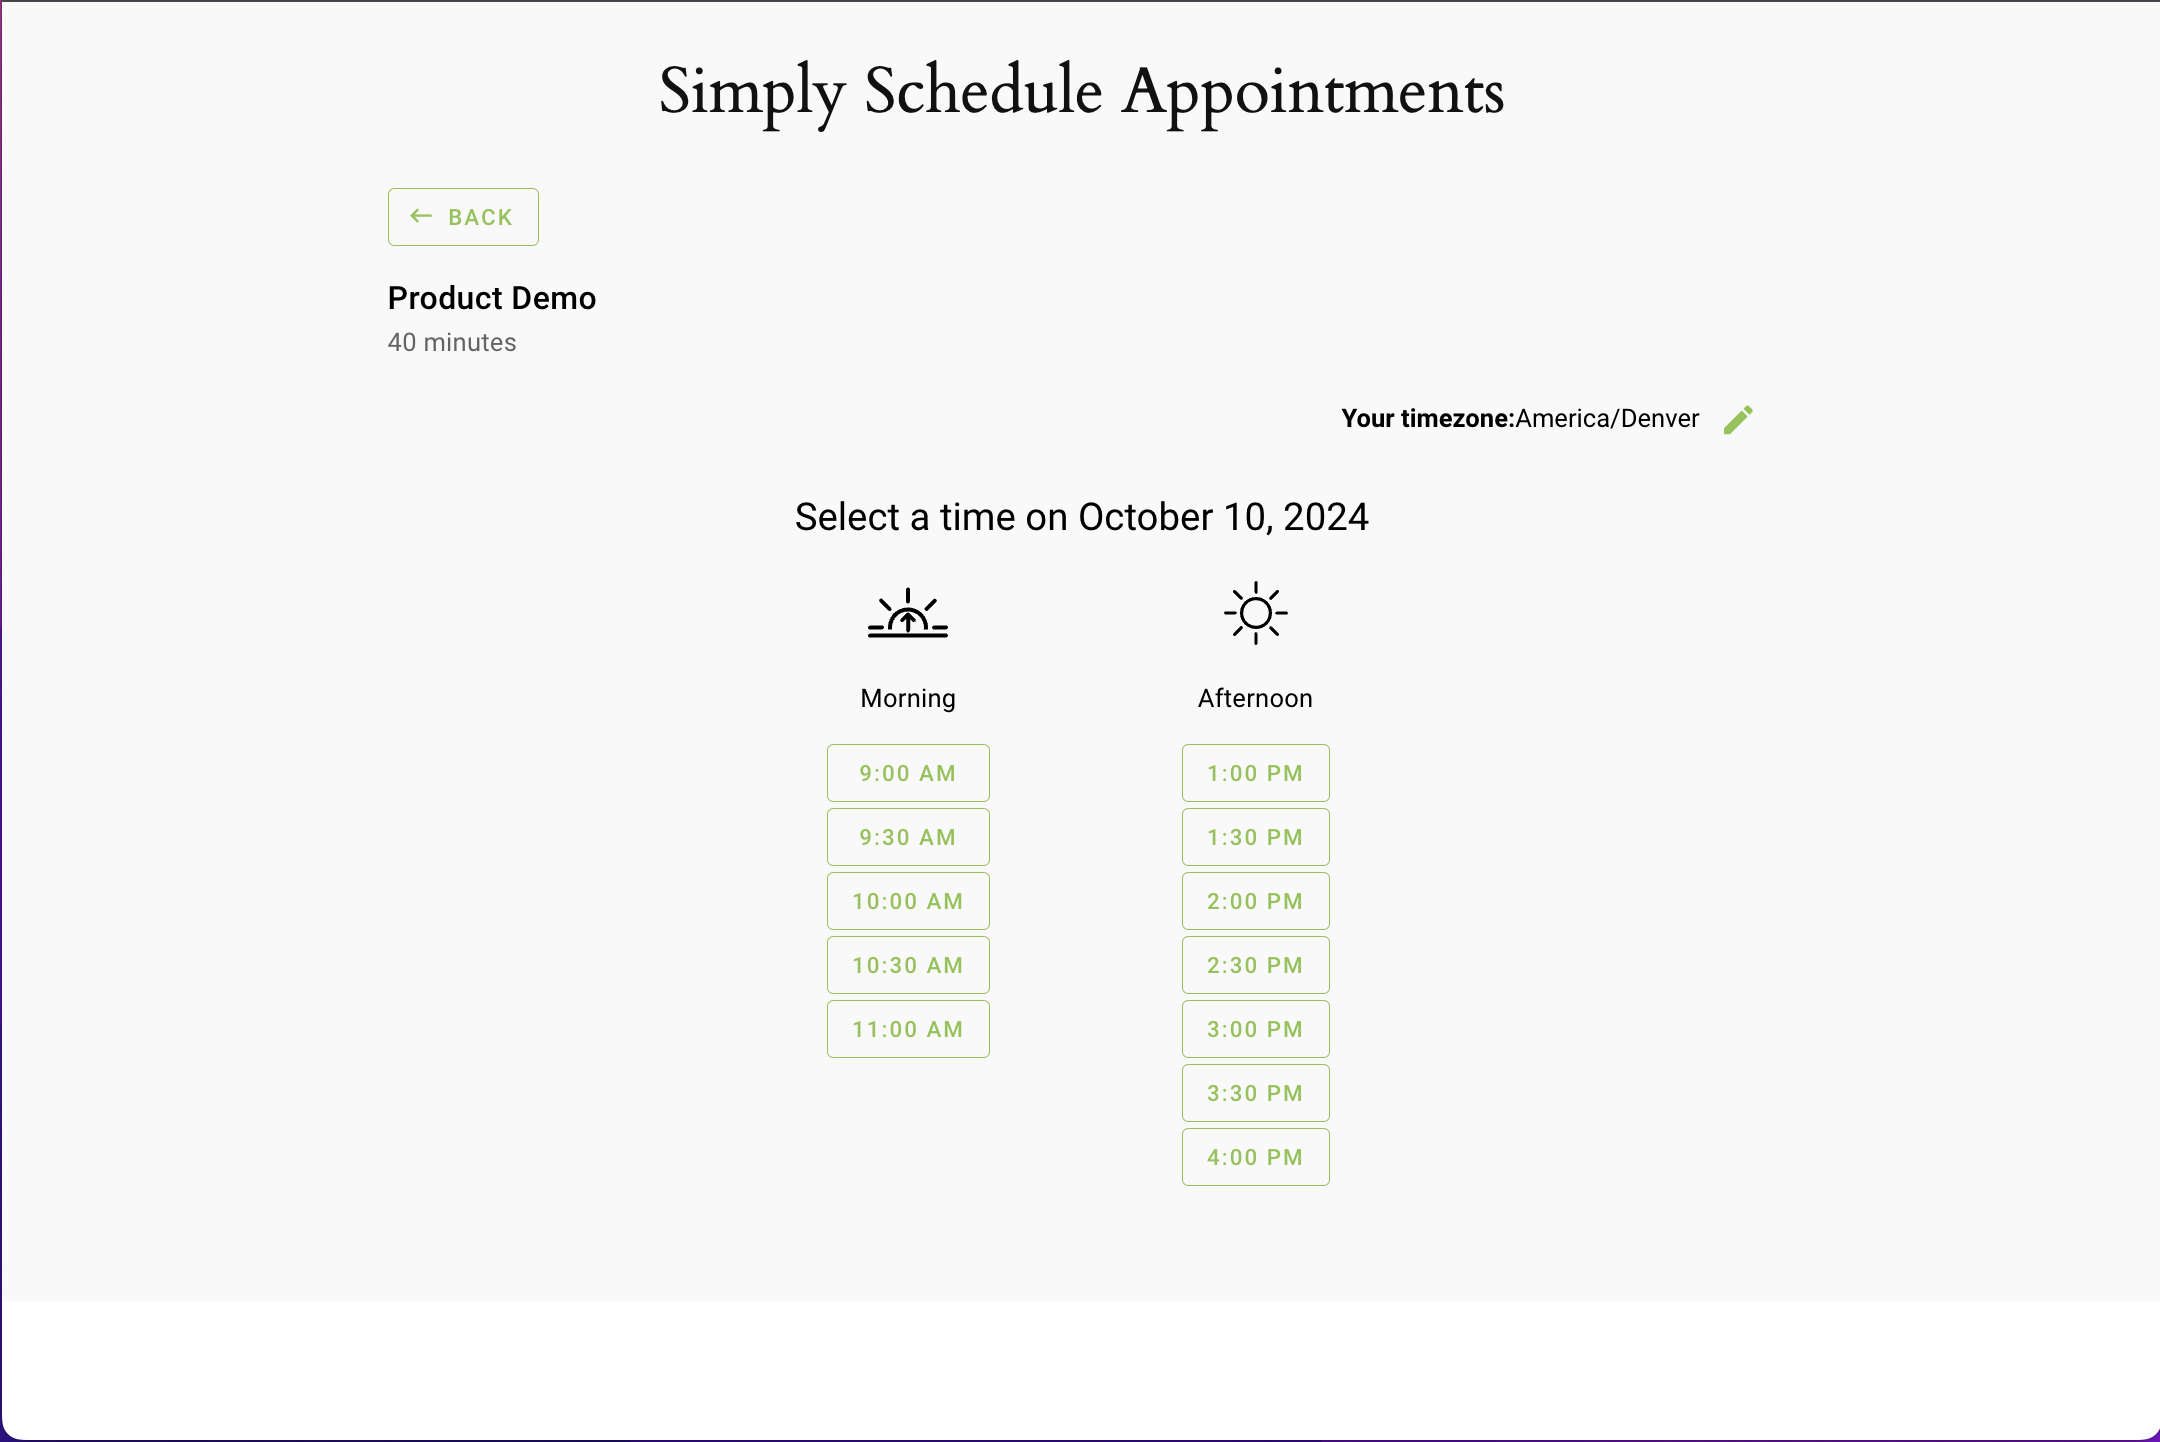 Simply Schedule Appointments
BACK
Product Demo
40 minutes
Your timezone:America/Denver
Select a time on October 10, 2024
Morning
9:00 AM
9:30 AM
10:00 AM
10:30 AM
11:00 AM
Afternoon
1:00 PM
1:30 PM
2:00 PM
2:30 PM
3:00 PM
3:30 PM
4:00 PM